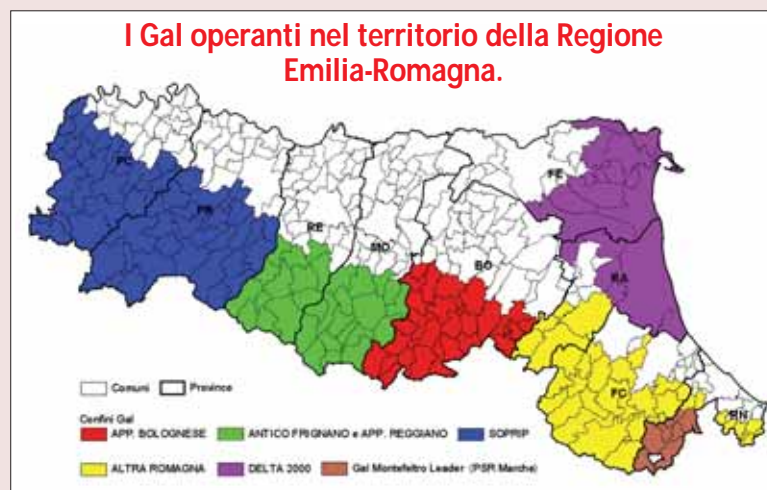 I Gal operanti nel territorio della Regione
Emilia-Romagna.
PC
PR
RE
MO
BO
FE
RA
FC
RN
Comuni
Province
Confini Gal
APP. BOLOGNESE
ANTICO FRIGNANO e APP. REGGIANO
SOPRIP
ALTRA ROMAGNA
DELTA 2000
Gal Montefeltro Leader (PSR Marche)